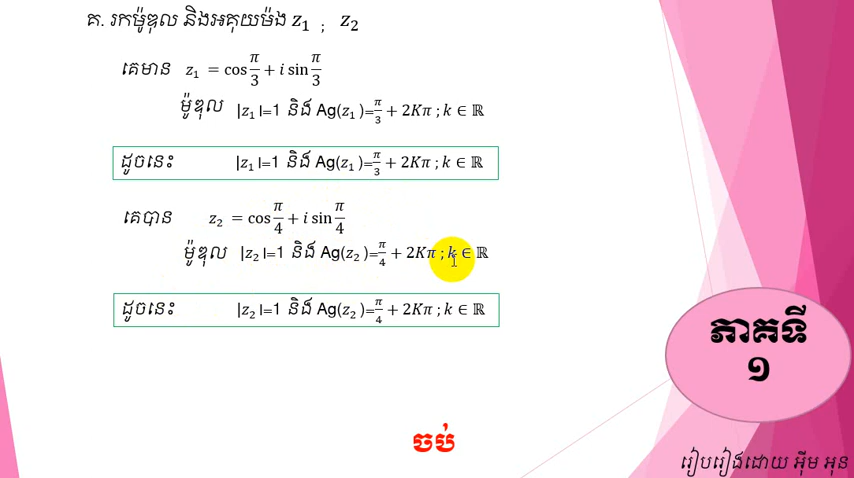 គ. រកម៉ូឌុល និងអគុយម៉ង z₁ ; z₂
គេមាន z₁ = cos π/3 + i sin π/3
ម៉ូឌុល |z₁|=1 និង Ag(z₁)=π/3 + 2Kπ ; k ∈ ℝ
ដូចនេះ |z₁|=1 និង Ag(z₁)=π/3 + 2Kπ ; k ∈ ℝ
គេបាន z₂ = cos π/4 + i sin π/4
ម៉ូឌុល |z₂|=1 និង Ag(z₂)=π/4 + 2Kπ ; k ∈ ℝ
ដូចនេះ |z₂|=1 និង Ag(z₂)=π/4 + 2Kπ ; k ∈ ℝ
ភាគទី
១
ចប់
រៀបរៀងដោយ អុឹម អុន